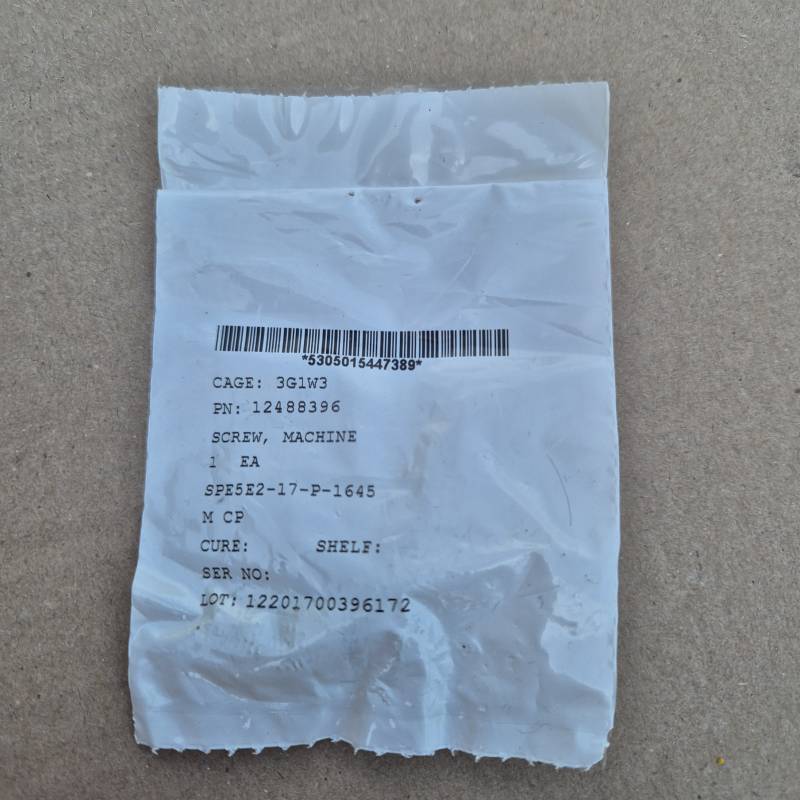 *5305015447389*
CAGE: 3G1W3
PN: 12488396
SCREW, MACHINE
1 EA
SPE5E2-17-P-1645
M CP
CURE: SHELF:
SER NO:
LOT: 12201700396172